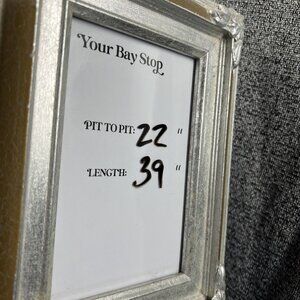 Your Bay Stop
PIT TO PIT: 22 "
LENGTH: 39 "